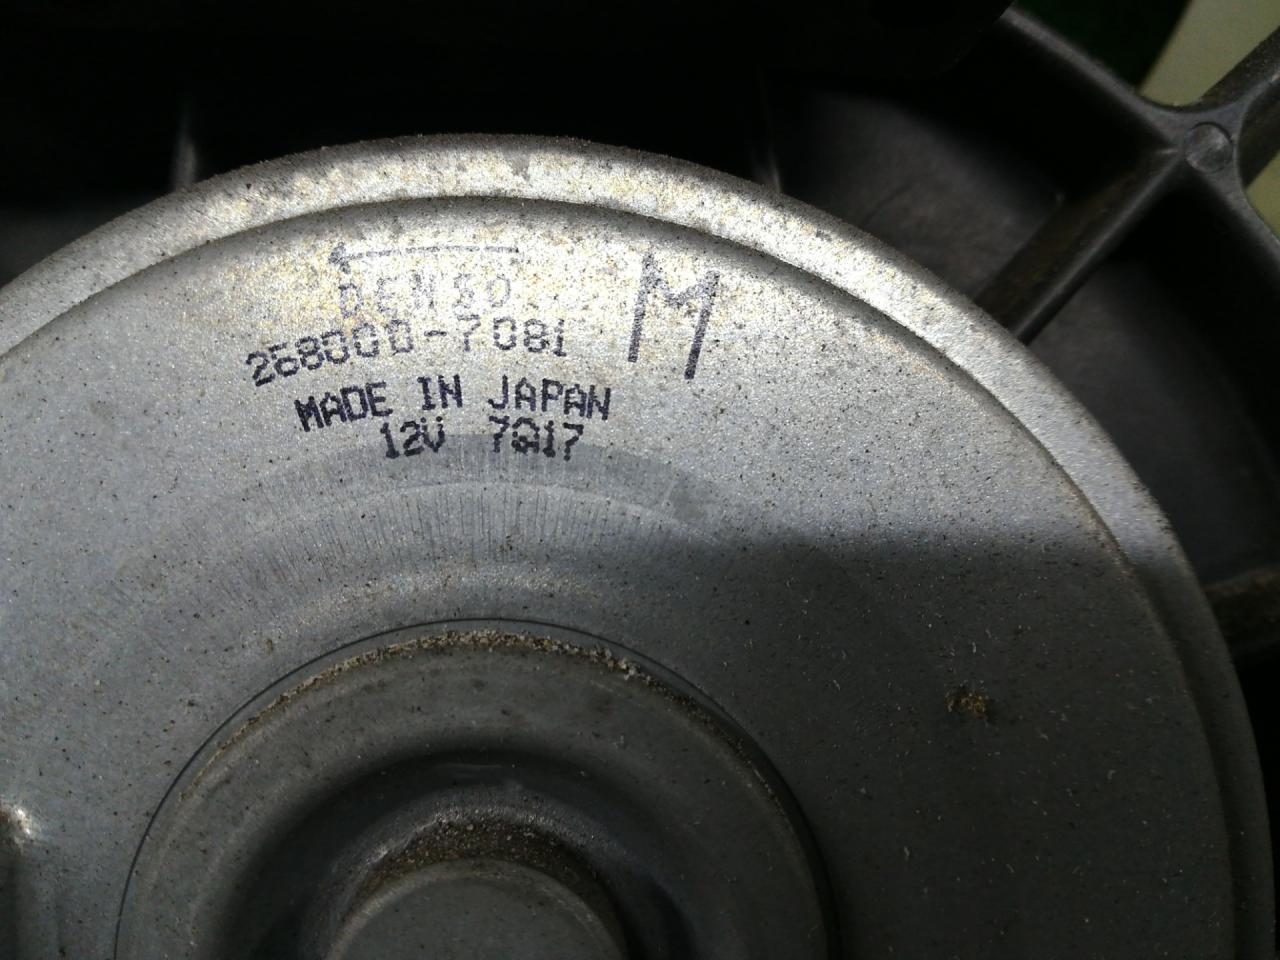 DENSO
M
268000-7081
MADE IN JAPAN
12V 7Q17